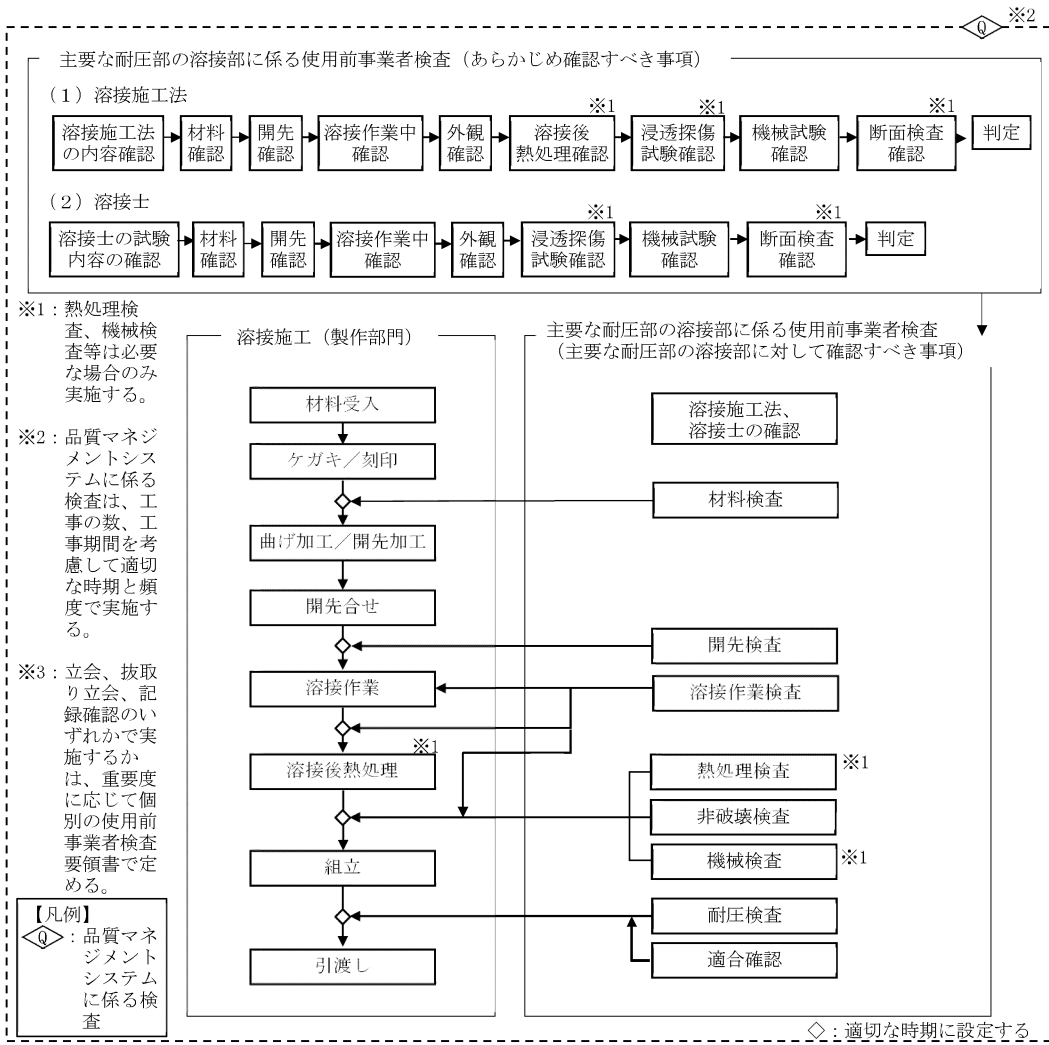 Q ※2
主要な耐圧部の溶接部に係る使用前事業者検査（あらかじめ確認すべき事項）
（１）溶接施工法
溶接施工法
の内容確認
材料
確認
開先
確認
溶接作業中
確認
外観
確認
※1
溶接後
熱処理確認
※1
浸透探傷
試験確認
機械試験
確認
※1
断面検査
確認
判定
（２）溶接士
溶接士の試験
内容の確認
材料
確認
開先
確認
溶接作業中
確認
外観
確認
※1
浸透探傷
試験確認
機械試験
確認
※1
断面検査
確認
判定
※1：熱処理検
査、機械検
査等は必要
な場合のみ
実施する。
※2：品質マネジ
メントシス
テムに係る
検査は、工
事の数、工
事期間を考
慮して適切
な時期と頻
度で実施す
る。
※3：立会、抜取
り立会、記
録確認のい
ずれかで実
施するか
は、重要度
に応じて個
別の使用前
事業者検査
要領書で定
める。
【凡例】
Q：品質マネ
ジメント
システム
に係る検
査
溶接施工（製作部門）
材料受入
ケガキ／刻印
曲げ加工／開先加工
開先合せ
溶接作業
※1
溶接後熱処理
組立
引渡し
主要な耐圧部の溶接部に係る使用前事業者検査
（主要な耐圧部の溶接部に対して確認すべき事項）
溶接施工法、
溶接士の確認
材料検査
開先検査
溶接作業検査
熱処理検査 ※1
非破壊検査
機械検査 ※1
耐圧検査
適合確認
◇：適切な時期に設定する